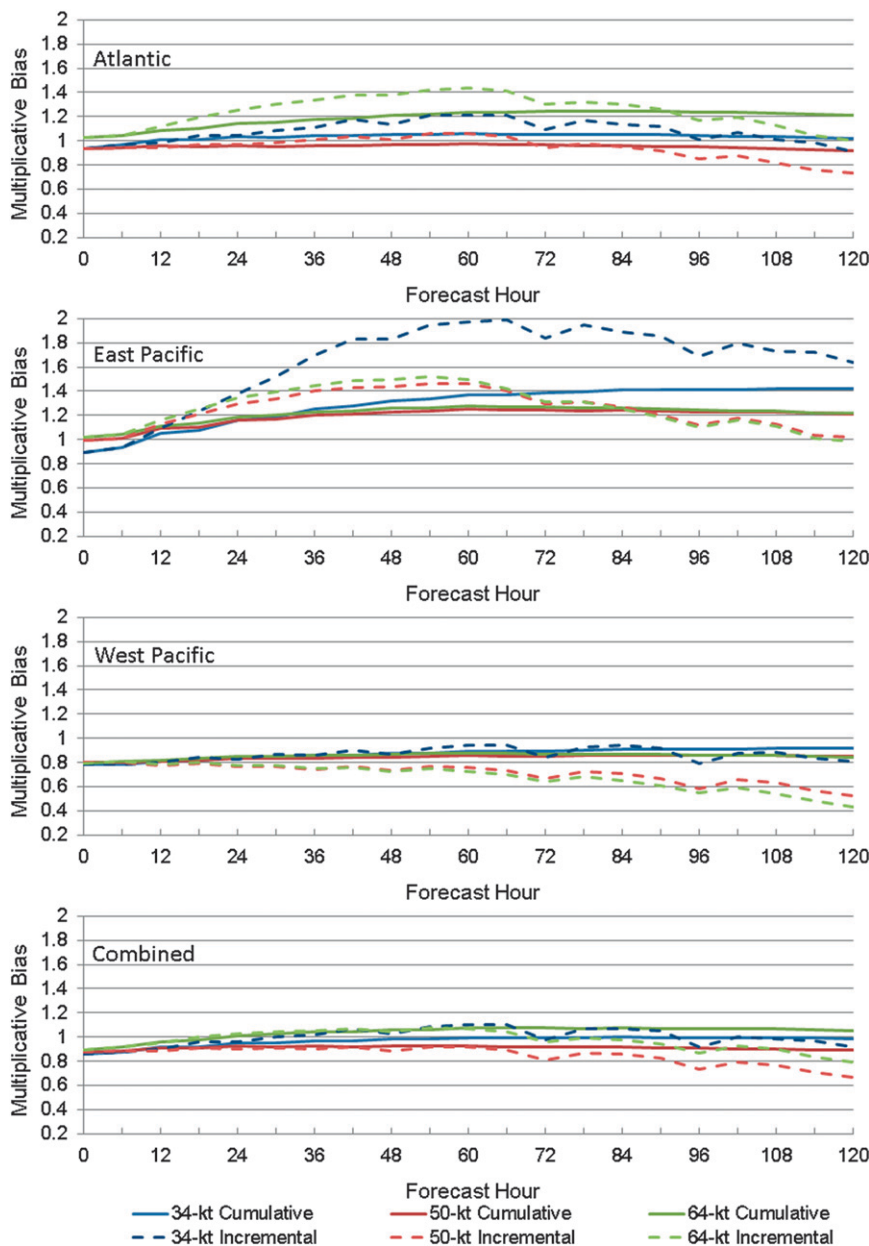 Atlantic
Multiplicative Bias
2
1.8
1.6
1.4
1.2
1
0.8
0.6
0.4
0.2
0 12 24 36 48 60 72 84 96 108 120
Forecast Hour
East Pacific
Multiplicative Bias
2
1.8
1.6
1.4
1.2
1
0.8
0.6
0.4
0.2
0 12 24 36 48 60 72 84 96 108 120
Forecast Hour
West Pacific
Multiplicative Bias
2
1.8
1.6
1.4
1.2
1
0.8
0.6
0.4
0.2
0 12 24 36 48 60 72 84 96 108 120
Forecast Hour
Combined
Multiplicative Bias
2
1.8
1.6
1.4
1.2
1
0.8
0.6
0.4
0.2
0 12 24 36 48 60 72 84 96 108 120
Forecast Hour
34-kt Cumulative 50-kt Cumulative 64-kt Cumulative
34-kt Incremental 50-kt Incremental 64-kt Incremental